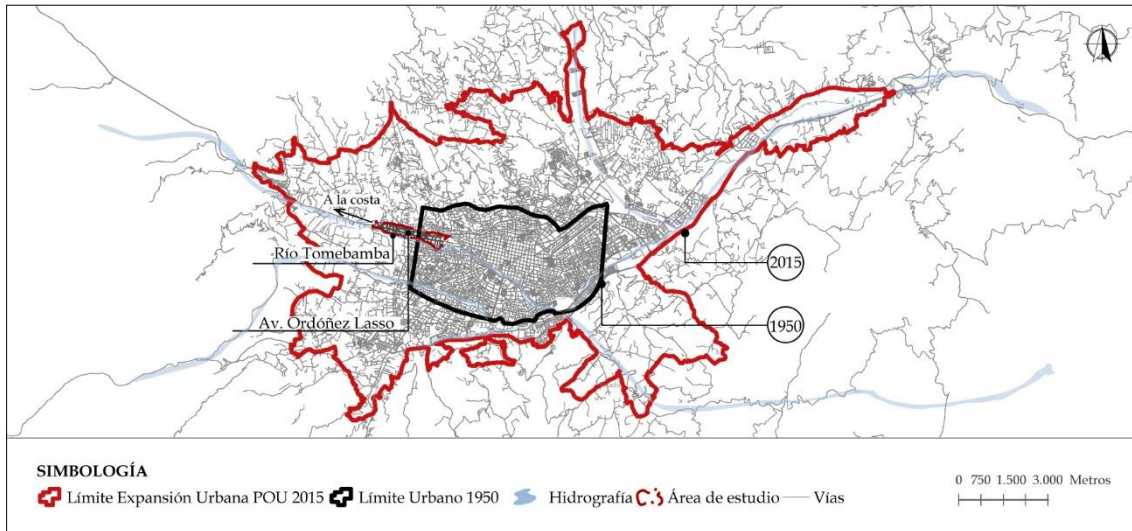 A la costa
Río Tomebamba
2015
Av. Ordóñez Lasso
1950
SIMBOLOGÍA
Límite Expansión Urbana POU 2015 Límite Urbano 1950 Hidrografía Área de estudio Vías
0 750 1.500 3.000 Metros